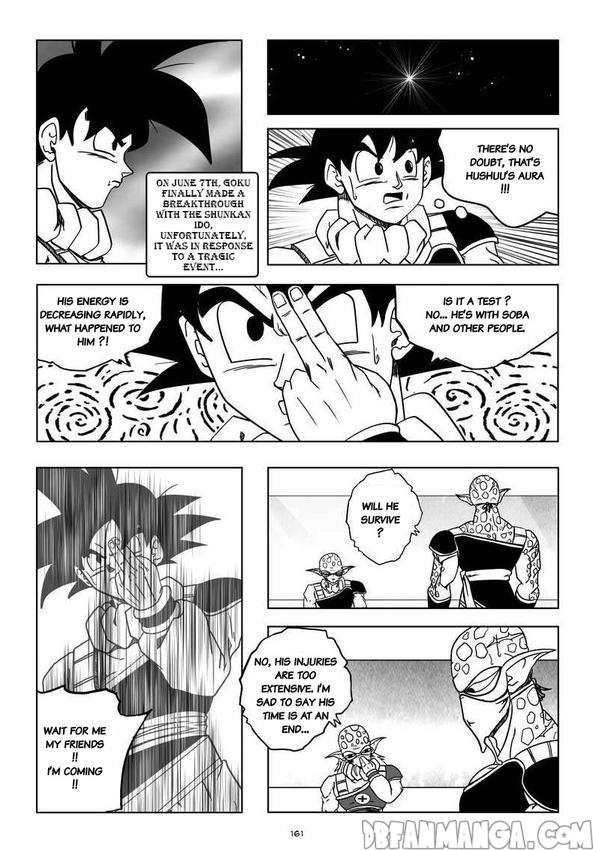 ON JUNE 7TH, GOKU
FINALLY MADE A
BREAKTHROUGH
WITH THE SHUNKAN
IDO,
UNFORTUNATELY,
IT WAS IN RESPONSE
TO A TRAGIC
EVENT...
THERE'S NO
DOUBT, THAT'S
HUSHUU'S AURA
!!!
HIS ENERGY IS
DECREASING RAPIDLY,
WHAT HAPPENED TO
HIM ?!
IS IT A TEST ?
NO... HE'S WITH SOBA
AND OTHER PEOPLE.
WAIT FOR ME
MY FRIENDS
!!
I'M COMING
!!
WILL HE
SURVIVE
?
NO, HIS INJURIES
ARE TOO
EXTENSIVE. I'M
SAD TO SAY HIS
TIME IS AT AN
END...
161
DBFANMANGA.COM